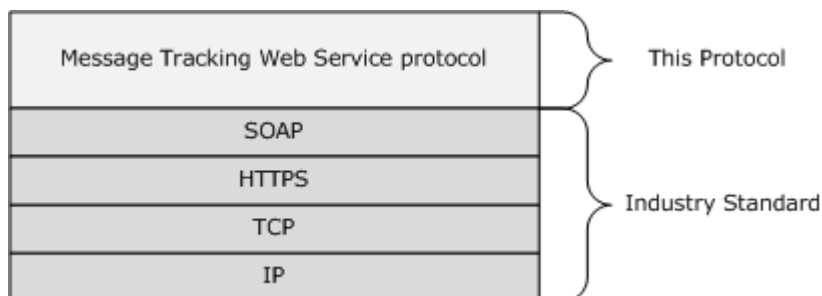 Message Tracking Web Service protocol
This Protocol
SOAP
HTTPS
TCP
IP
Industry Standard